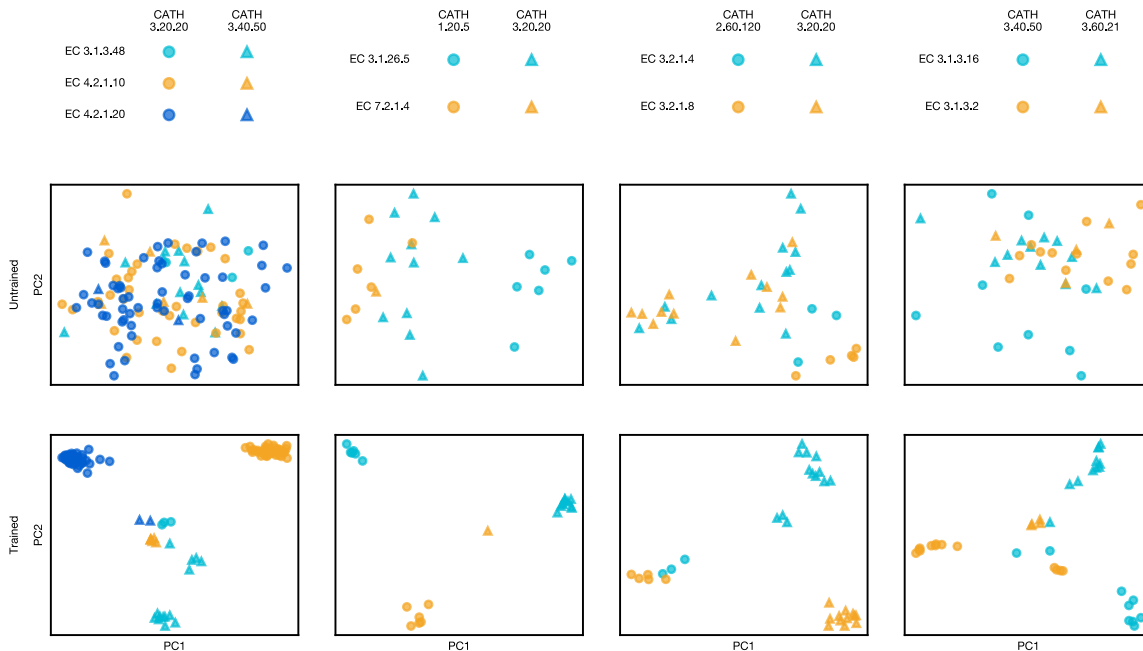 CATH 3.20.20
CATH 3.40.50
EC 3.1.3.48
EC 4.2.1.10
EC 4.2.1.20
CATH 1.20.5
CATH 3.20.20
EC 3.1.26.5
EC 7.2.1.4
CATH 2.60.120
CATH 3.20.20
EC 3.2.1.4
EC 3.2.1.8
CATH 3.40.50
CATH 3.60.21
EC 3.1.3.16
EC 3.1.3.2
Untrained
PC2
Trained
PC2
PC1
PC1
PC1
PC1